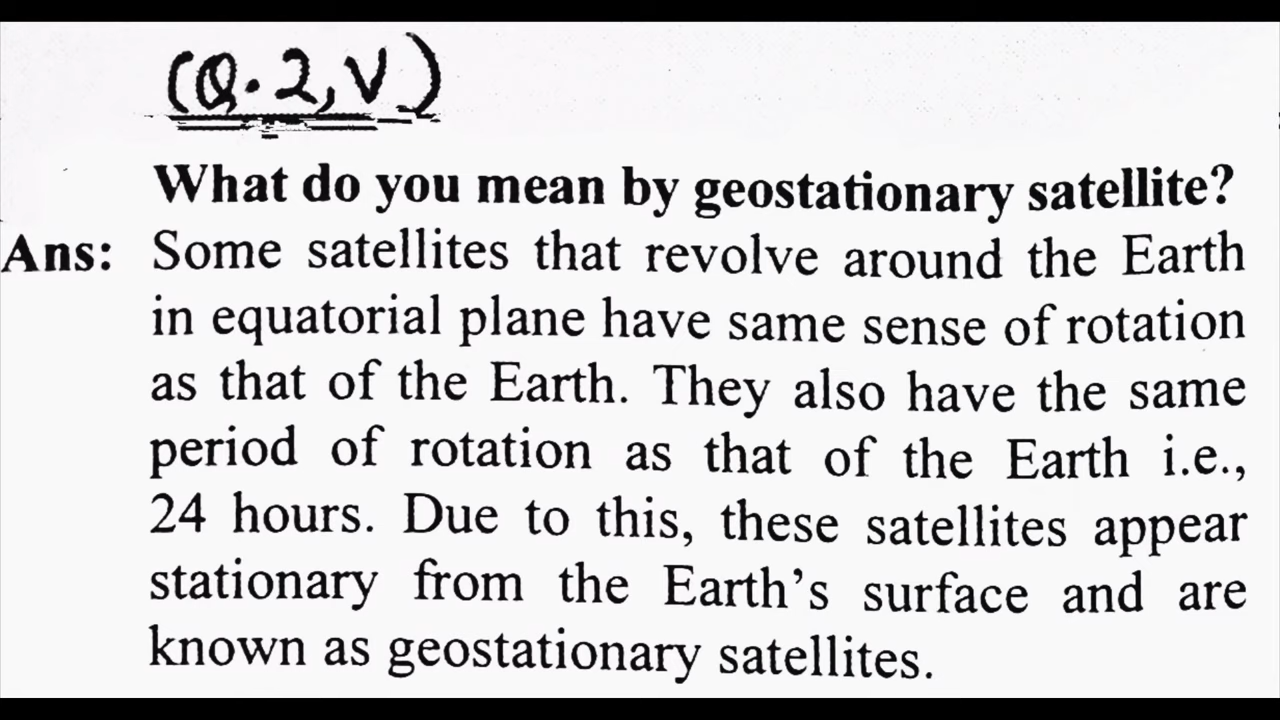 (Q.2,V)
What do you mean by geostationary satellite?
Ans: Some satellites that revolve around the Earth
in equatorial plane have same sense of rotation
as that of the Earth. They also have the same
period of rotation as that of the Earth i.e.,
24 hours. Due to this, these satellites appear
stationary from the Earth’s surface and are
known as geostationary satellites.